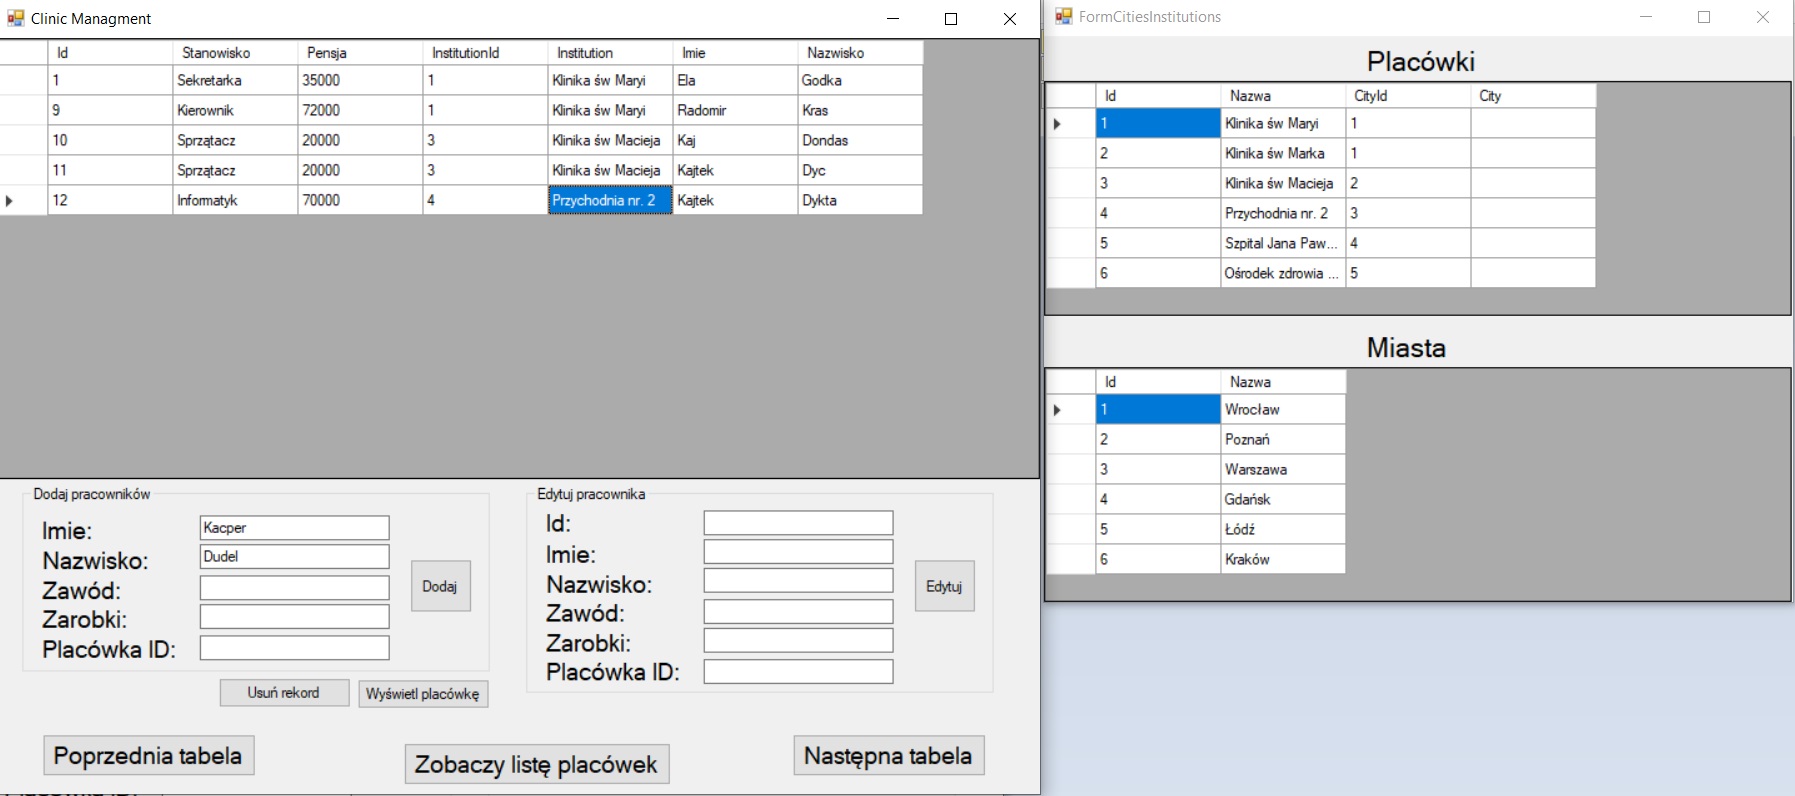 Clinic Managment
Id Stanowisko Pensja InstitutionId Institution Imie Nazwisko
1 Sekretarka 35000 1 Klinika św Maryi Ela Godka
9 Kierownik 72000 1 Klinika św Maryi Radomir Kras
10 Sprzątacz 20000 3 Klinika św Macieja Kaj Dondas
11 Sprzątacz 20000 3 Klinika św Macieja Kajtek Dyc
12 Informatyk 70000 4 Przychodnia nr. 2 Kajtek Dykta
Dodaj pracowników
Imie: Kacper
Nazwisko: Dudel
Zawód:
Zarobki:
Placówka ID:
Dodaj
Usuń rekord
Wyświetl placówkę
Edytuj pracownika
Id:
Imie:
Nazwisko:
Zawód:
Zarobki:
Placówka ID:
Edytuj
Poprzednia tabela
Zobaczy listę placówek
Następna tabela
FormCitiesInstitutions
Placówki
Id Nazwa CityId City
1 Klinika św Maryi 1
2 Klinika św Marka 1
3 Klinika św Macieja 2
4 Przychodnia nr. 2 3
5 Szpital Jana Paw... 4
6 Ośrodek zdrowia ... 5
Miasta
Id Nazwa
1 Wrocław
2 Poznań
3 Warszawa
4 Gdańsk
5 Łódź
6 Kraków